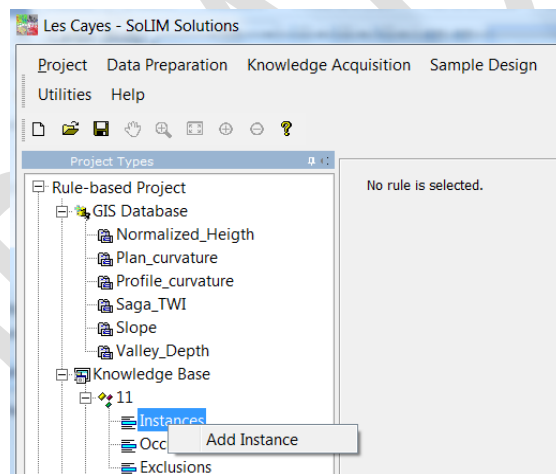 Les Cayes - SoLIM Solutions
Project Data Preparation Knowledge Acquisition Sample Design
Utilities Help
Project Types
Rule-based Project
No rule is selected.
GIS Database
Normalized_Heigth
Plan_curvature
Profile_curvature
Saga_TWI
Slope
Valley_Depth
Knowledge Base
11
Instances
Add Instance
Occ
Exclusions